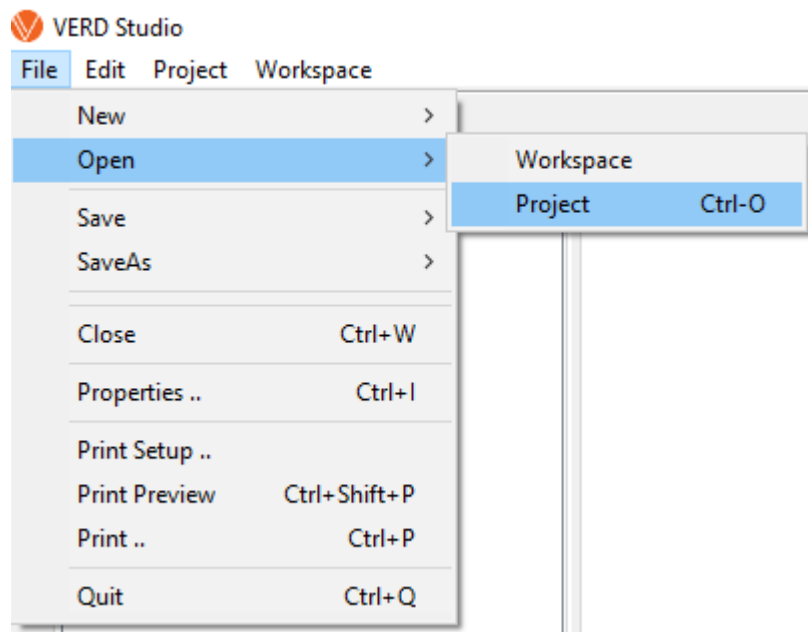 VERD Studio
File Edit Project Workspace
New >
Open >
Workspace
Project Ctrl-O
Save >
SaveAs >
Close Ctrl+W
Properties .. Ctrl+I
Print Setup ..
Print Preview Ctrl+Shift+P
Print .. Ctrl+P
Quit Ctrl+Q